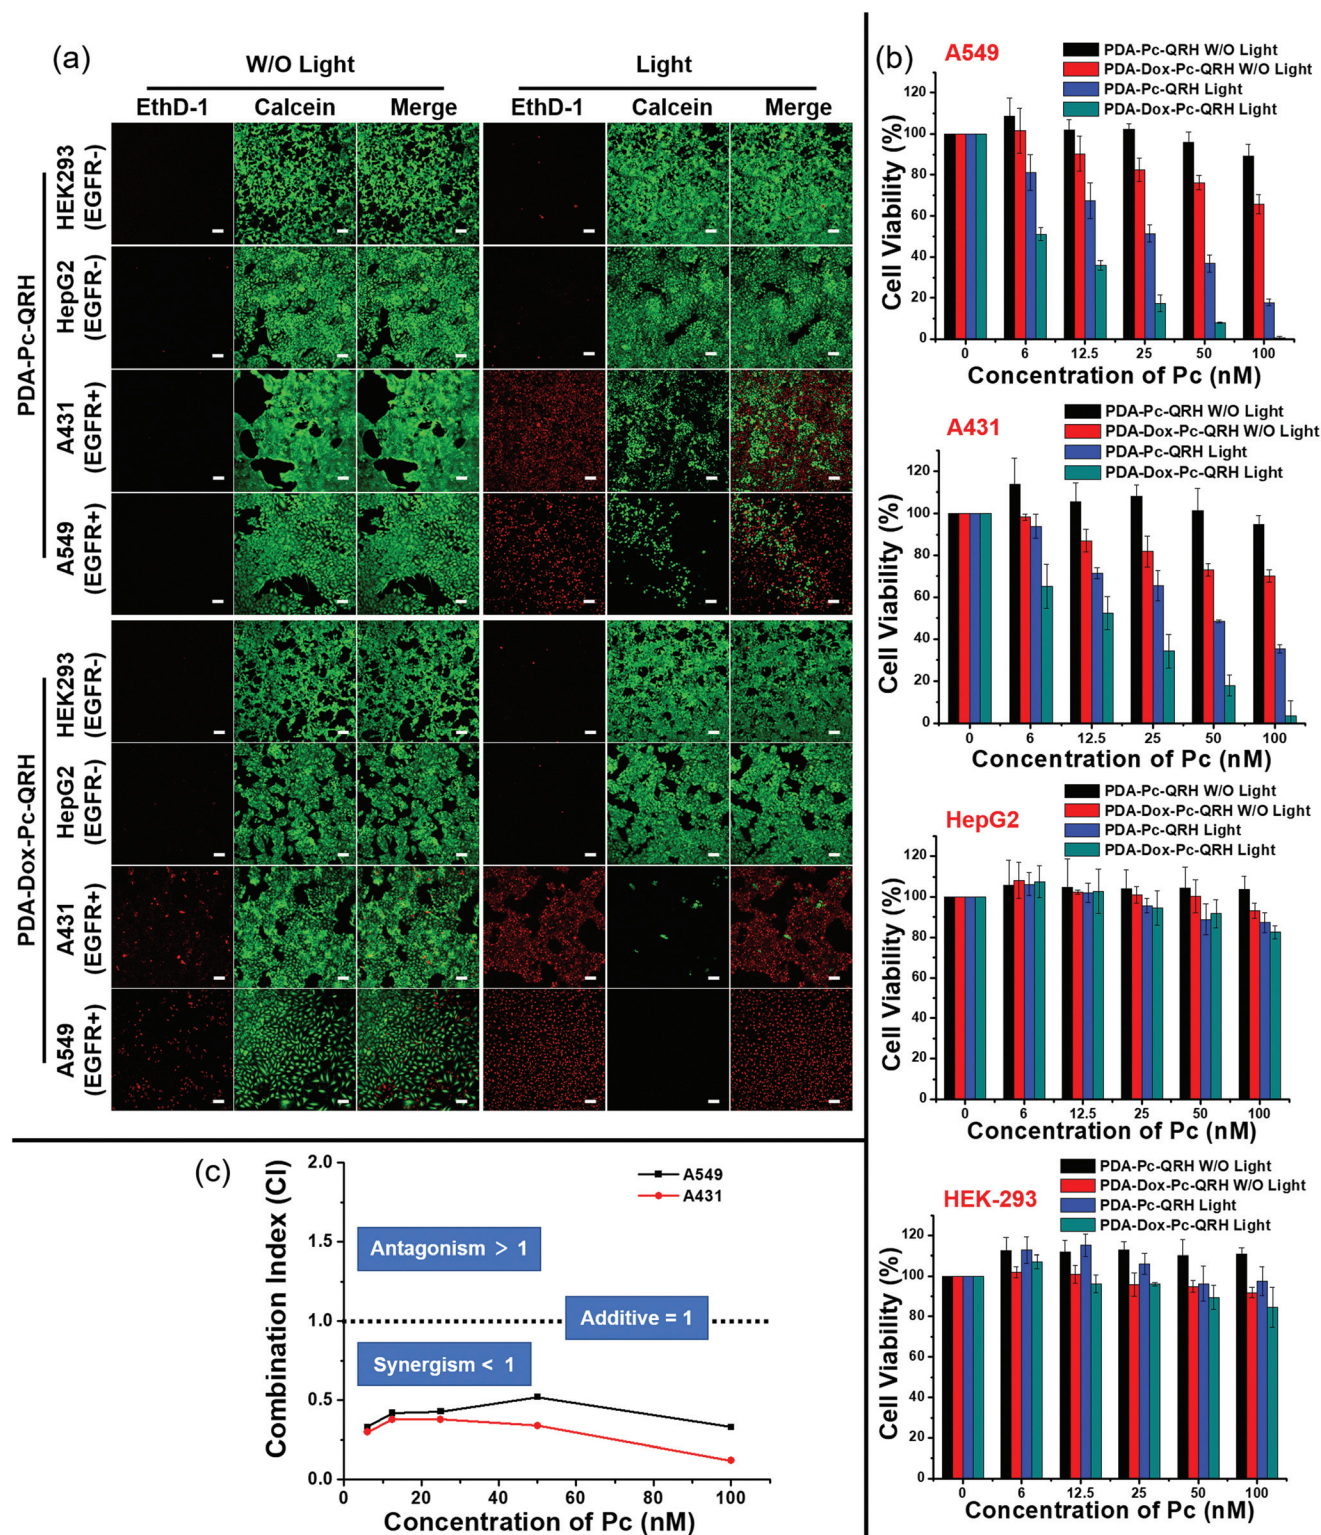 (a)
W/O Light
Light
EthD-1 Calcein Merge EthD-1 Calcein Merge
PDA-Pc-QRH
HEK293
(EGFR-)
HepG2
(EGFR-)
A431
(EGFR+)
A549
(EGFR+)
PDA-Dox-Pc-QRH
HEK293
(EGFR-)
HepG2
(EGFR-)
A431
(EGFR+)
A549
(EGFR+)
(b)
A549
PDA-Pc-QRH W/O Light
PDA-Dox-Pc-QRH W/O Light
PDA-Pc-QRH Light
PDA-Dox-Pc-QRH Light
Cell Viability (%)
120
100
80
60
40
20
0
0 6 12.5 25 50 100
Concentration of Pc (nM)
A431
PDA-Pc-QRH W/O Light
PDA-Dox-Pc-QRH W/O Light
PDA-Pc-QRH Light
PDA-Dox-Pc-QRH Light
Cell Viability (%)
120
100
80
60
40
20
0
0 6 12.5 25 50 100
Concentration of Pc (nM)
HepG2
PDA-Pc-QRH W/O Light
PDA-Dox-Pc-QRH W/O Light
PDA-Pc-QRH Light
PDA-Dox-Pc-QRH Light
Cell Viability (%)
120
100
80
60
40
20
0
0 6 12.5 25 50 100
Concentration of Pc (nM)
HEK-293
PDA-Pc-QRH W/O Light
PDA-Dox-Pc-QRH W/O Light
PDA-Pc-QRH Light
PDA-Dox-Pc-QRH Light
Cell Viability (%)
120
100
80
60
40
20
0
0 6 12.5 25 50 100
Concentration of Pc (nM)
(c)
Combination Index (CI)
2.0
1.5
1.0
0.5
0.0
A549
A431
Antagonism > 1
Additive = 1
Synergism < 1
0 20 40 60 80 100
Concentration of Pc (nM)